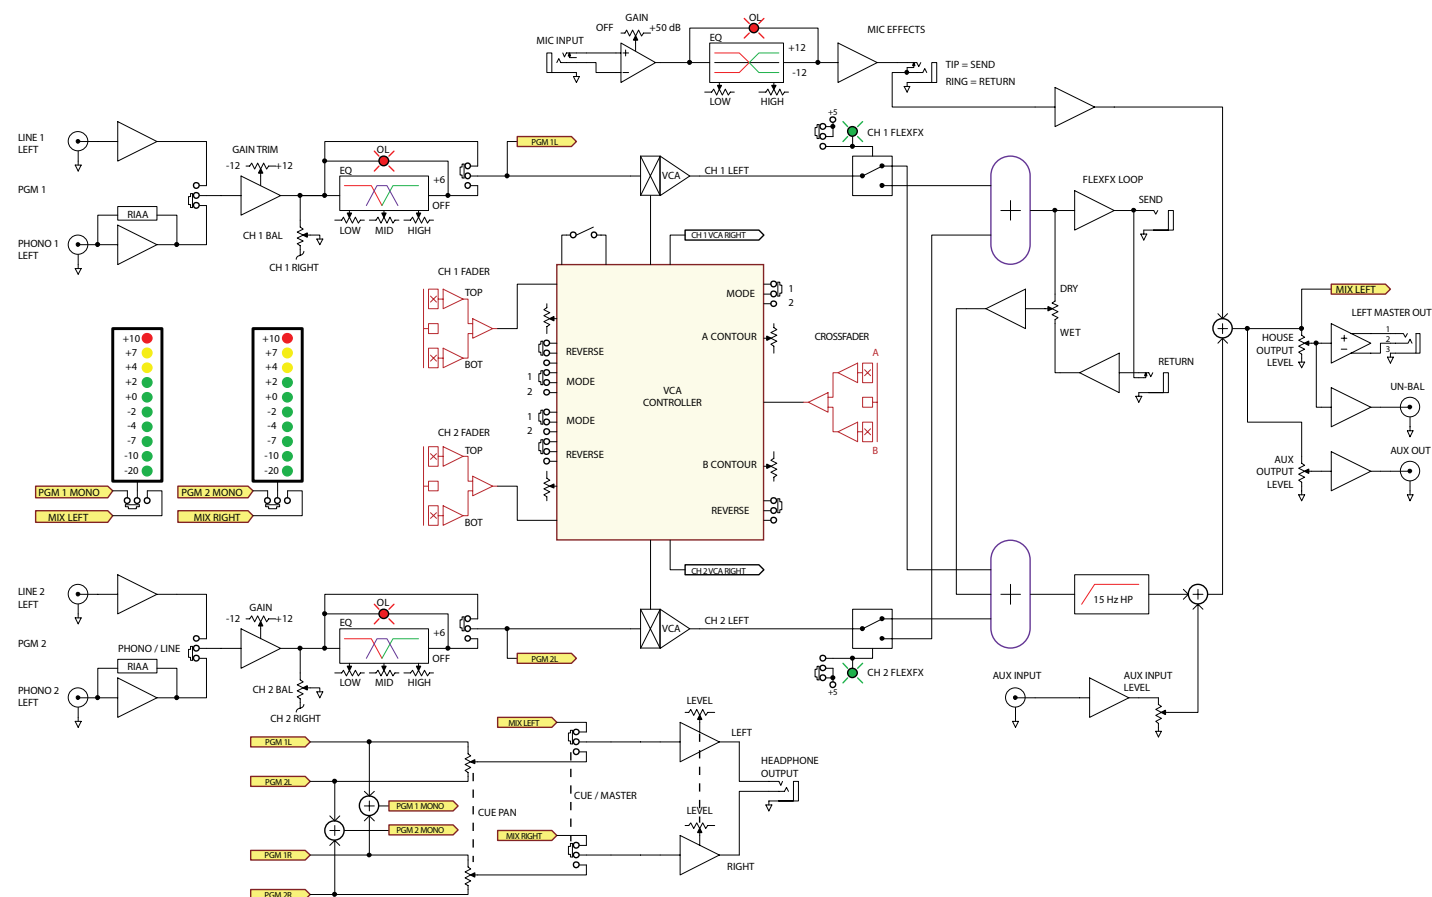 GAIN
OFF
+50 dB
OL
MIC EFFECTS
MIC INPUT
EQ
+12
-12
LOW
HIGH
TIP = SEND
RING = RETURN
+5
CH 1 FLEXFX
LINE 1
LEFT
GAIN TRIM
-12
+12
OL
EQ
+6
OFF
LOW
MID
HIGH
PGM 1L
PGM 1
RIAA
PHONO 1
LEFT
CH 1 BAL
CH 1 RIGHT
VCA
CH 1 LEFT
FLEXFX LOOP
SEND
CH 1 VCA RIGHT
CH 1 FADER
TOP
BOT
REVERSE
1
MODE
2
1
MODE
2
REVERSE
CH 2 FADER
TOP
BOT
VCA
CONTROLLER
MODE
1
2
A CONTOUR
B CONTOUR
REVERSE
CROSSFADER
A
B
DRY
WET
RETURN
MIX LEFT
LEFT MASTER OUT
HOUSE
OUTPUT
LEVEL
+
−
1
2
3
UN-BAL
AUX OUT
AUX
OUTPUT
LEVEL
+10
+7
+4
+2
+0
-2
-4
-7
-10
-20
PGM 1 MONO
MIX LEFT
+10
+7
+4
+2
+0
-2
-4
-7
-10
-20
PGM 2 MONO
MIX RIGHT
CH 2 VCA RIGHT
LINE 2
LEFT
GAIN
-12
+12
OL
EQ
+6
OFF
LOW
MID
HIGH
PGM 2L
PGM 2
PHONO / LINE
RIAA
PHONO 2
LEFT
CH 2 BAL
CH 2 RIGHT
VCA
CH 2 LEFT
CH 2 FLEXFX
+5
15 Hz HP
AUX INPUT
AUX INPUT
LEVEL
PGM 1L
PGM 2L
PGM 1 MONO
PGM 2 MONO
PGM 1R
PGM 2R
CUE PAN
MIX LEFT
CUE / MASTER
MIX RIGHT
LEVEL
LEFT
LEVEL
RIGHT
HEADPHONE
OUTPUT